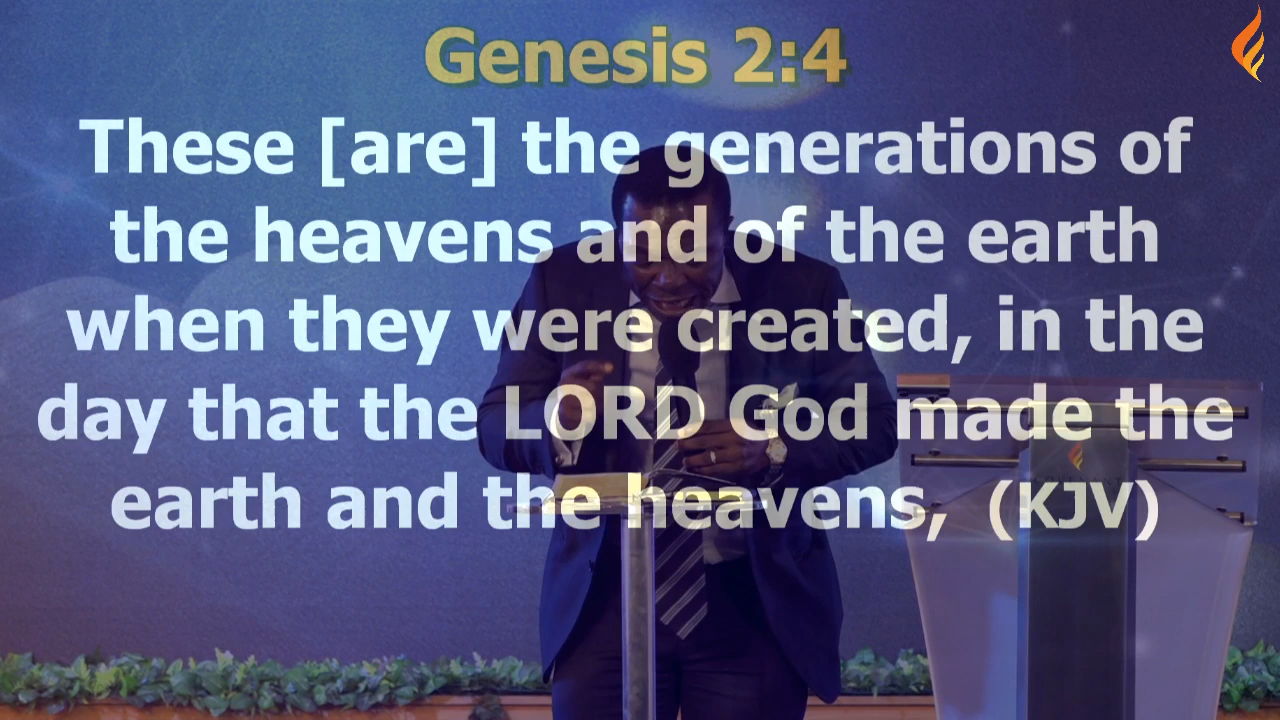 Genesis 2:4
These [are] the generations of
the heavens and of the earth
when they were created, in the
day that the LORD God made the
earth and the heavens, (KJV)